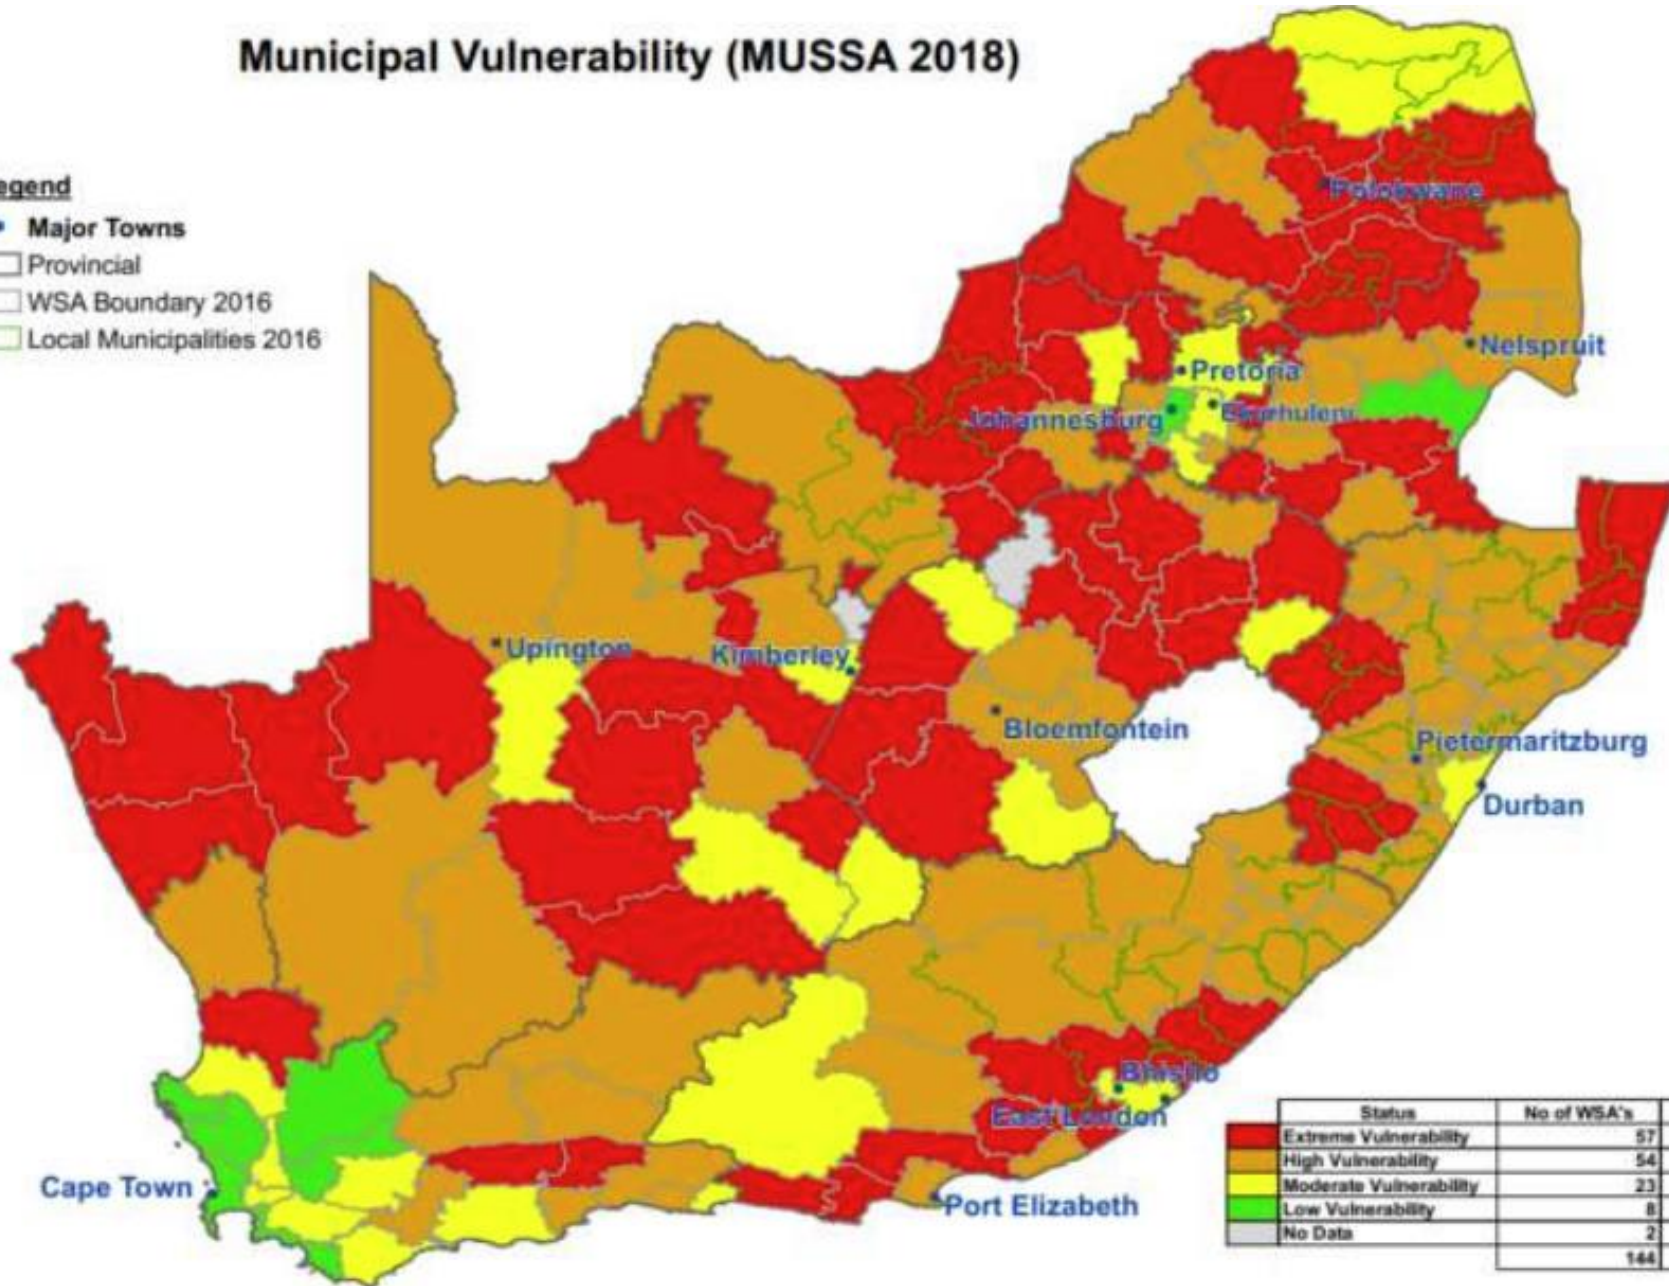 Municipal Vulnerability (MUSSA 2018)
egend
Major Towns
Provincial
WSA Boundary 2016
Local Municipalities 2016
Polokwane
Nelspruit
Pretoria
Johannesburg
Ekurhuleni
Upington
Kimberley
Bloemfontein
Pietermaritzburg
Durban
Bhisho
East London
Cape Town
Port Elizabeth
Status No of WSA's
Extreme Vulnerability 57
High Vulnerability 54
Moderate Vulnerability 23
Low Vulnerability 8
No Data 2
144